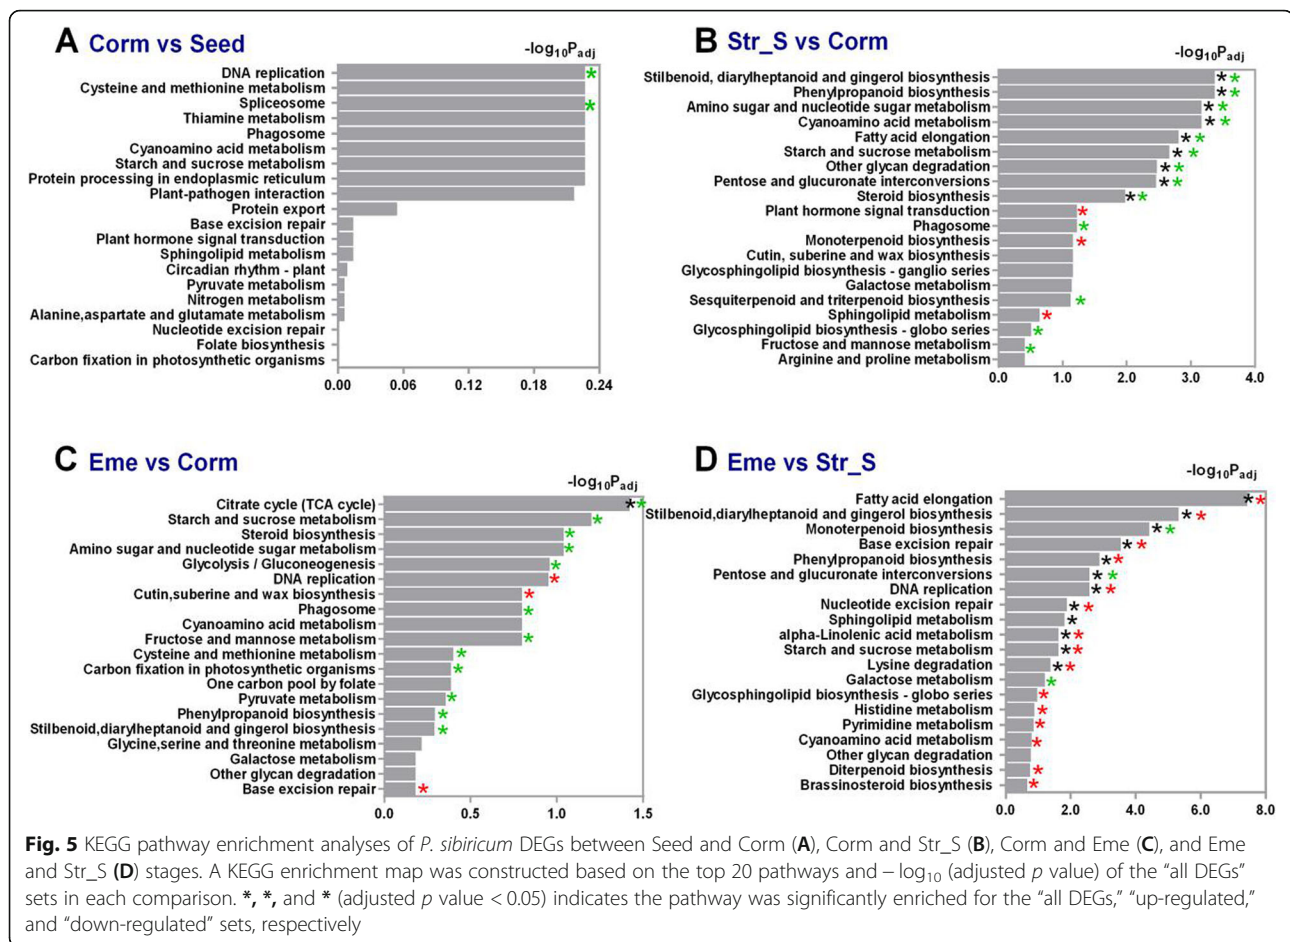 A Corm vs Seed
-log10Padj
DNA replication *
Cysteine and methionine metabolism
Spliceosome *
Thiamine metabolism
Phagosome
Cyanoamino acid metabolism
Starch and sucrose metabolism
Protein processing in endoplasmic reticulum
Plant-pathogen interaction
Protein export
Base excision repair
Plant hormone signal transduction
Sphingolipid metabolism
Circadian rhythm - plant
Pyruvate metabolism
Nitrogen metabolism
Alanine,aspartate and glutamate metabolism
Nucleotide excision repair
Folate biosynthesis
Carbon fixation in photosynthetic organisms
0.00 0.06 0.12 0.18 0.24
B Str_S vs Corm
-log10Padj
Stilbenoid, diarylheptanoid and gingerol biosynthesis * *
Phenylpropanoid biosynthesis * *
Amino sugar and nucleotide sugar metabolism * *
Cyanoamino acid metabolism * *
Fatty acid elongation * *
Starch and sucrose metabolism * *
Other glycan degradation * *
Pentose and glucuronate interconversions * *
Steroid biosynthesis * *
Plant hormone signal transduction *
Phagosome *
Monoterpenoid biosynthesis *
Cutin, suberine and wax biosynthesis
Glycosphingolipid biosynthesis - ganglio series
Galactose metabolism
Sesquiterpenoid and triterpenoid biosynthesis *
Sphingolipid metabolism *
Glycosphingolipid biosynthesis - globo series *
Fructose and mannose metabolism *
Arginine and proline metabolism
0.0 1.0 2.0 3.0 4.0
C Eme vs Corm
-log10Padj
Citrate cycle (TCA cycle) * *
Starch and sucrose metabolism *
Steroid biosynthesis *
Amino sugar and nucleotide sugar metabolism *
Glycolysis / Gluconeogenesis *
DNA replication *
Cutin,suberine and wax biosynthesis *
Phagosome *
Cyanoamino acid metabolism
Fructose and mannose metabolism *
Cysteine and methionine metabolism *
Carbon fixation in photosynthetic organisms *
One carbon pool by folate
Pyruvate metabolism *
Phenylpropanoid biosynthesis *
Stilbenoid,diarylheptanoid and gingerol biosynthesis *
Glycine,serine and threonine metabolism
Galactose metabolism
Other glycan degradation
Base excision repair *
0.0 0.5 1.0 1.5
D Eme vs Str_S
-log10Padj
Fatty acid elongation * *
Stilbenoid,diarylheptanoid and gingerol biosynthesis * *
Monoterpenoid biosynthesis * *
Base excision repair * *
Phenylpropanoid biosynthesis * *
Pentose and glucuronate interconversions * *
DNA replication * *
Nucleotide excision repair * *
Sphingolipid metabolism *
alpha-Linolenic acid metabolism * *
Starch and sucrose metabolism * *
Lysine degradation * *
Galactose metabolism *
Glycosphingolipid biosynthesis - globo series *
Histidine metabolism *
Pyrimidine metabolism *
Cyanoamino acid metabolism *
Other glycan degradation
Diterpenoid biosynthesis *
Brassinosteroid biosynthesis *
0.0 2.0 4.0 6.0 8.0
Fig. 5 KEGG pathway enrichment analyses of P. sibiricum DEGs between Seed and Corm (A), Corm and Str_S (B), Corm and Eme (C), and Eme
and Str_S (D) stages. A KEGG enrichment map was constructed based on the top 20 pathways and − log10 (adjusted p value) of the “all DEGs”
sets in each comparison. *, *, and * (adjusted p value < 0.05) indicates the pathway was significantly enriched for the “all DEGs,” “up-regulated,”
and “down-regulated” sets, respectively